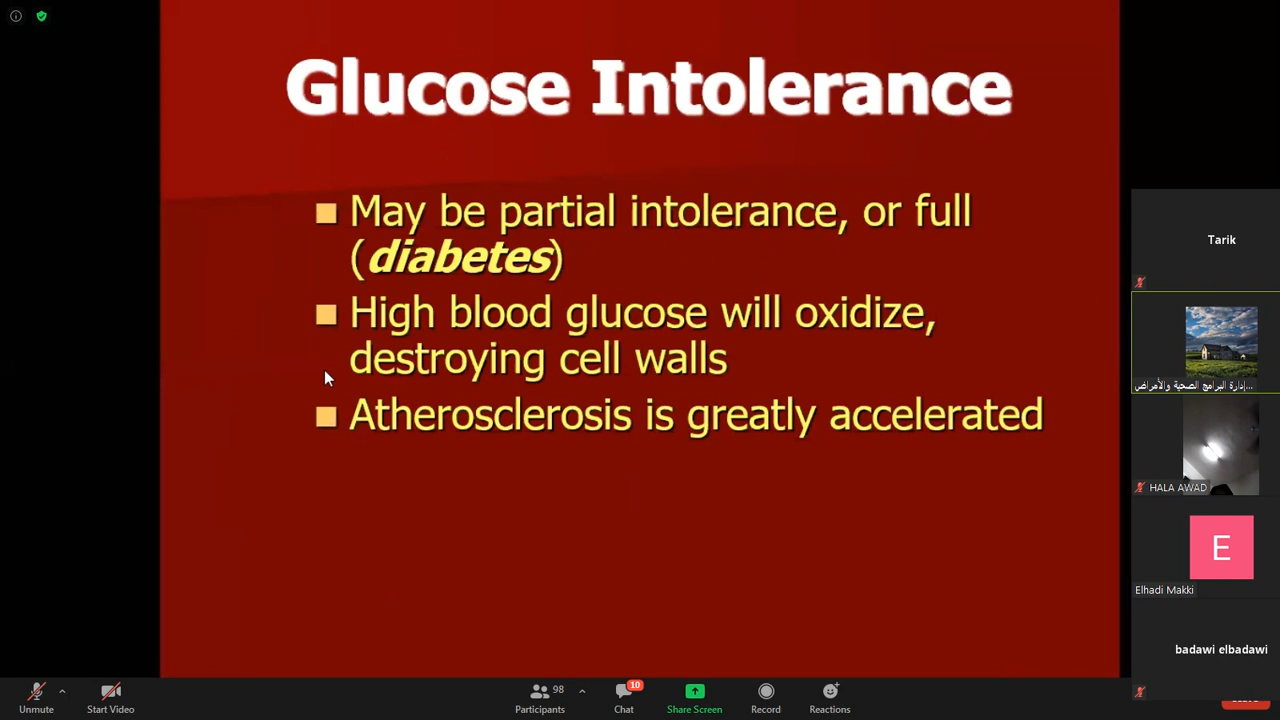 Glucose Intolerance
May be partial intolerance, or full
(diabetes)
High blood glucose will oxidize,
destroying cell walls
Atherosclerosis is greatly accelerated
Tarik
إدارة البرامج الصحية والأمراض...
HALA AWAD
E
Elhadi Makki
badawi elbadawi
Unmute
Start Video
98
Participants
10
Chat
Share Screen
Record
Reactions